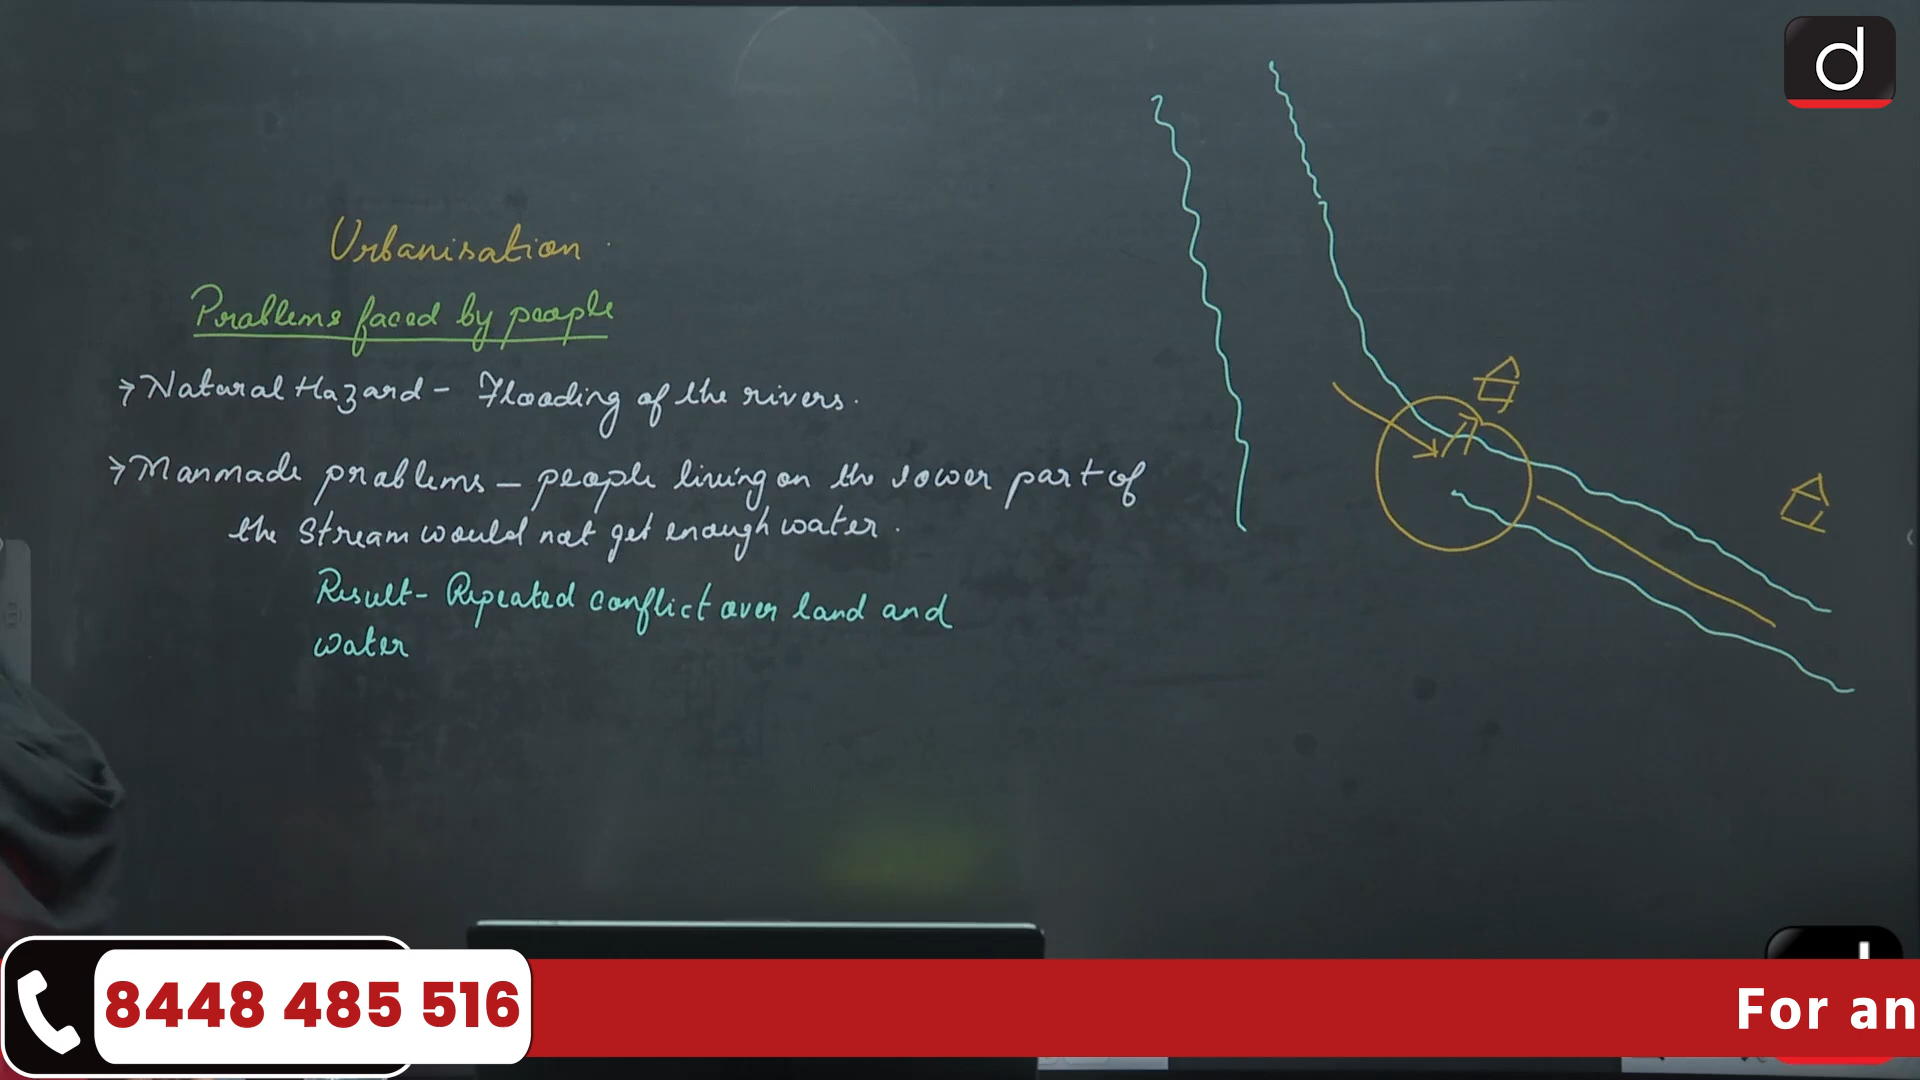 d
Urbanisation
Problems faced by people
→ Natural Hazard - Flooding of the rivers.
→ Manmade problems - people living on the lower part of
the stream would not get enough water.
Result - Repeated conflict over land and
water
8448 485 516
For an